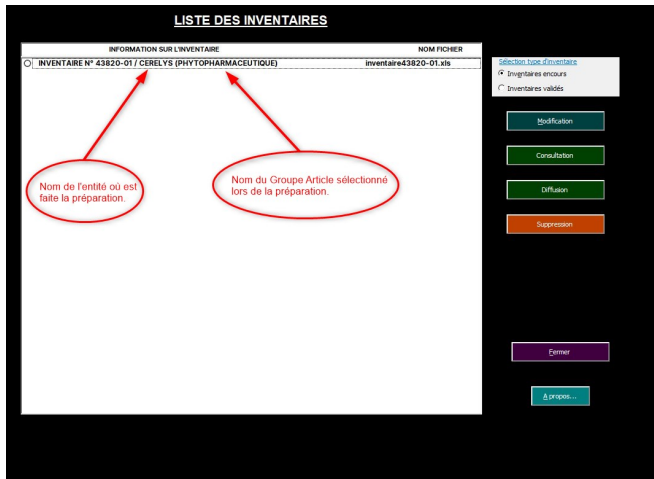 LISTE DES INVENTAIRES
INFORMATION SUR L'INVENTAIRE NOM FICHIER
INVENTAIRE N° 43820-01 / CERELYS (PHYTOPHARMACEUTIQUE) inventaire43820-01.xls
Sélection type d'inventaire
Inventaires encours
Inventaires validés
Modification
Consultation
Diffusion
Suppression
Nom de l'entité où est
faite la préparation.
Nom du Groupe Article sélectionné
lors de la préparation.
Fermer
A propos...